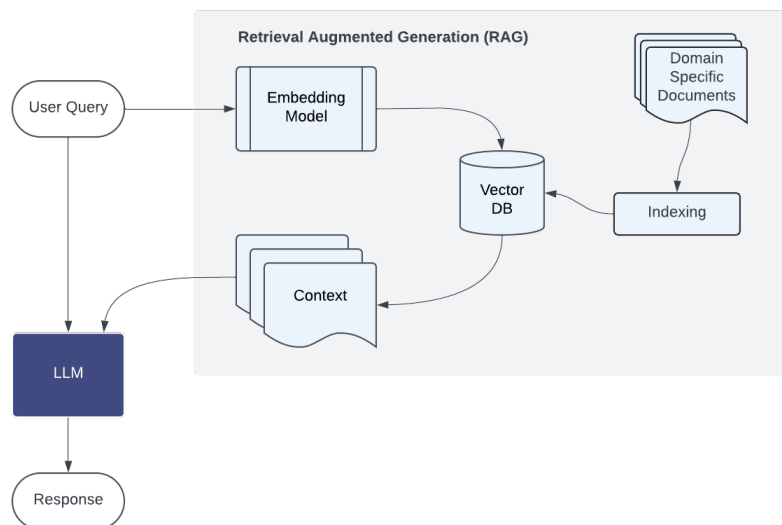 Retrieval Augmented Generation (RAG)
User Query
Embedding
Model
Domain
Specific
Documents
Vector
DB
Indexing
Context
LLM
Response